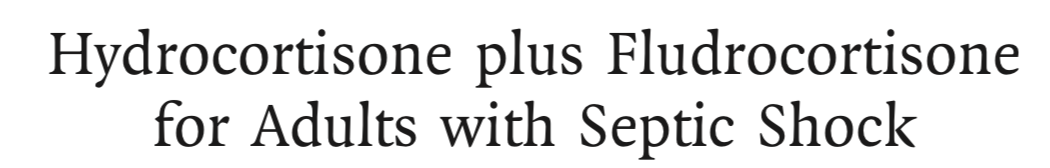 Hydrocortisone plus Fludrocortisone
for Adults with Septic Shock